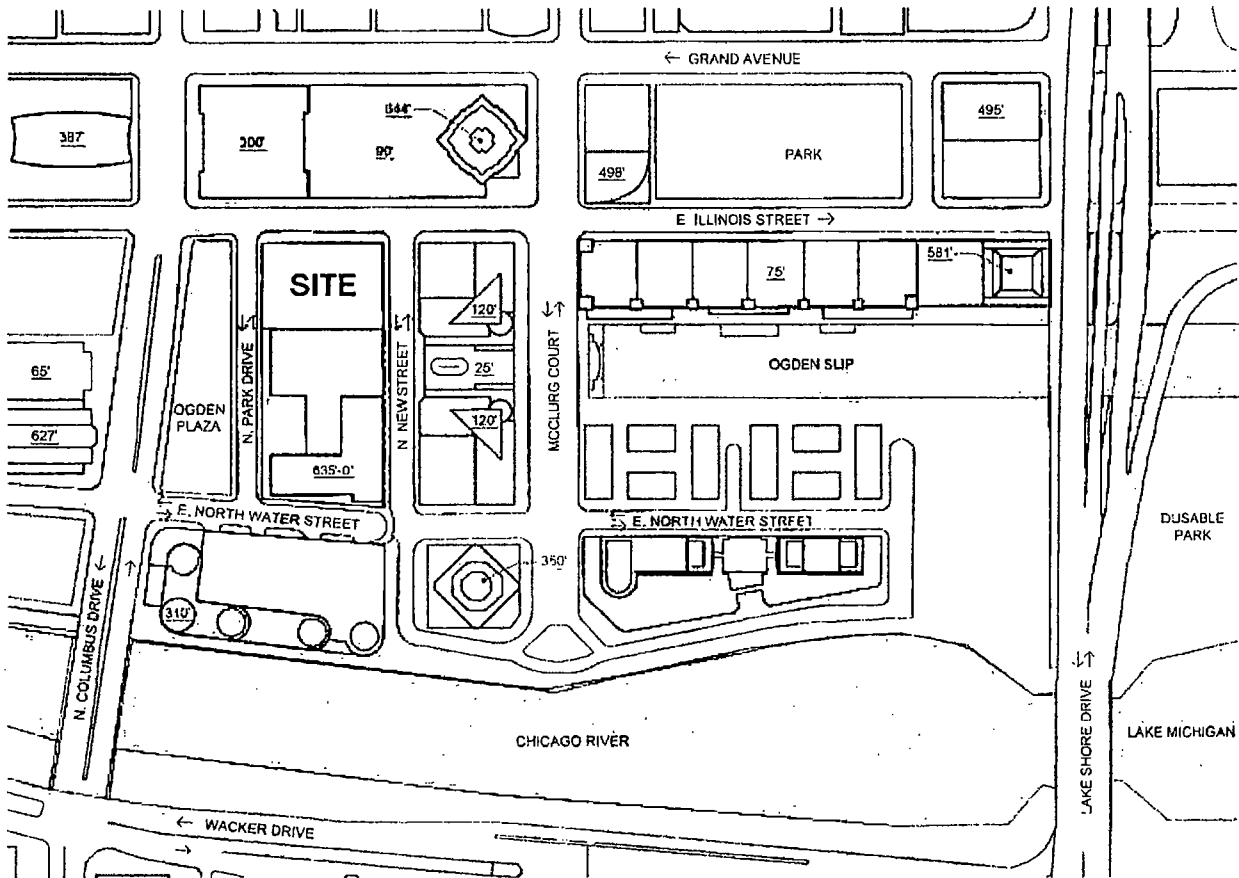 ← GRAND AVENUE
387'
300'
90'
644'
498'
PARK
495'
E ILLINOIS STREET →
SITE
120'
75'
581'
N. PARK DRIVE
N NEW STREET
25'
MCCLURG COURT
OGDEN SLIP
65'
OGDEN
PLAZA
627'
120'
635'-0'
E. NORTH WATER STREET
E. NORTH WATER STREET
DUSABLE
PARK
350'
310'
N. COLUMBUS DRIVE
CHICAGO RIVER
LAKE SHORE DRIVE
LAKE MICHIGAN
← WACKER DRIVE
→